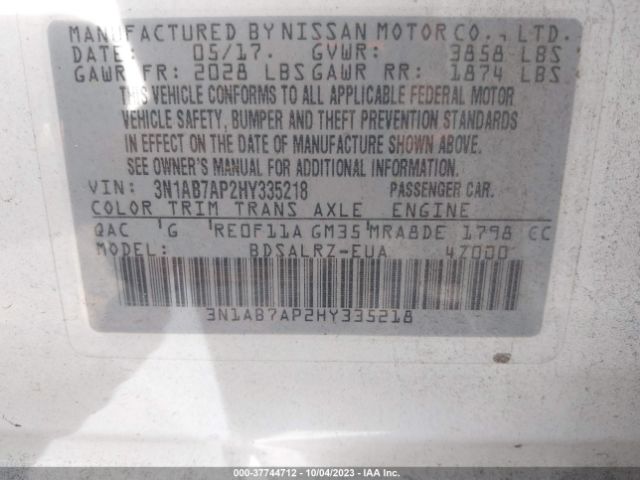 MANUFACTURED BY NISSAN MOTOR CO., LTD.
DATE: 05/17. GVWR: 3858 LBS
GAWR FR: 2028 LBS GAWR RR: 1874 LBS
THIS VEHICLE CONFORMS TO ALL APPLICABLE FEDERAL MOTOR
VEHICLE SAFETY, BUMPER AND THEFT PREVENTION STANDARDS
IN EFFECT ON THE DATE OF MANUFACTURE SHOWN ABOVE.
SEE OWNER'S MANUAL FOR ADDITIONAL INFORMATION.
VIN: 3N1AB7AP2HY335218 PASSENGER CAR.
COLOR TRIM TRANS AXLE ENGINE
QAC G RE0F11A GM35 MRA8DE 1798 CC
MODEL: BDSALRZ-EUA 47000
3N1AB7AP2HY335218
000-37744712 - 10/04/2023 - IAA Inc.